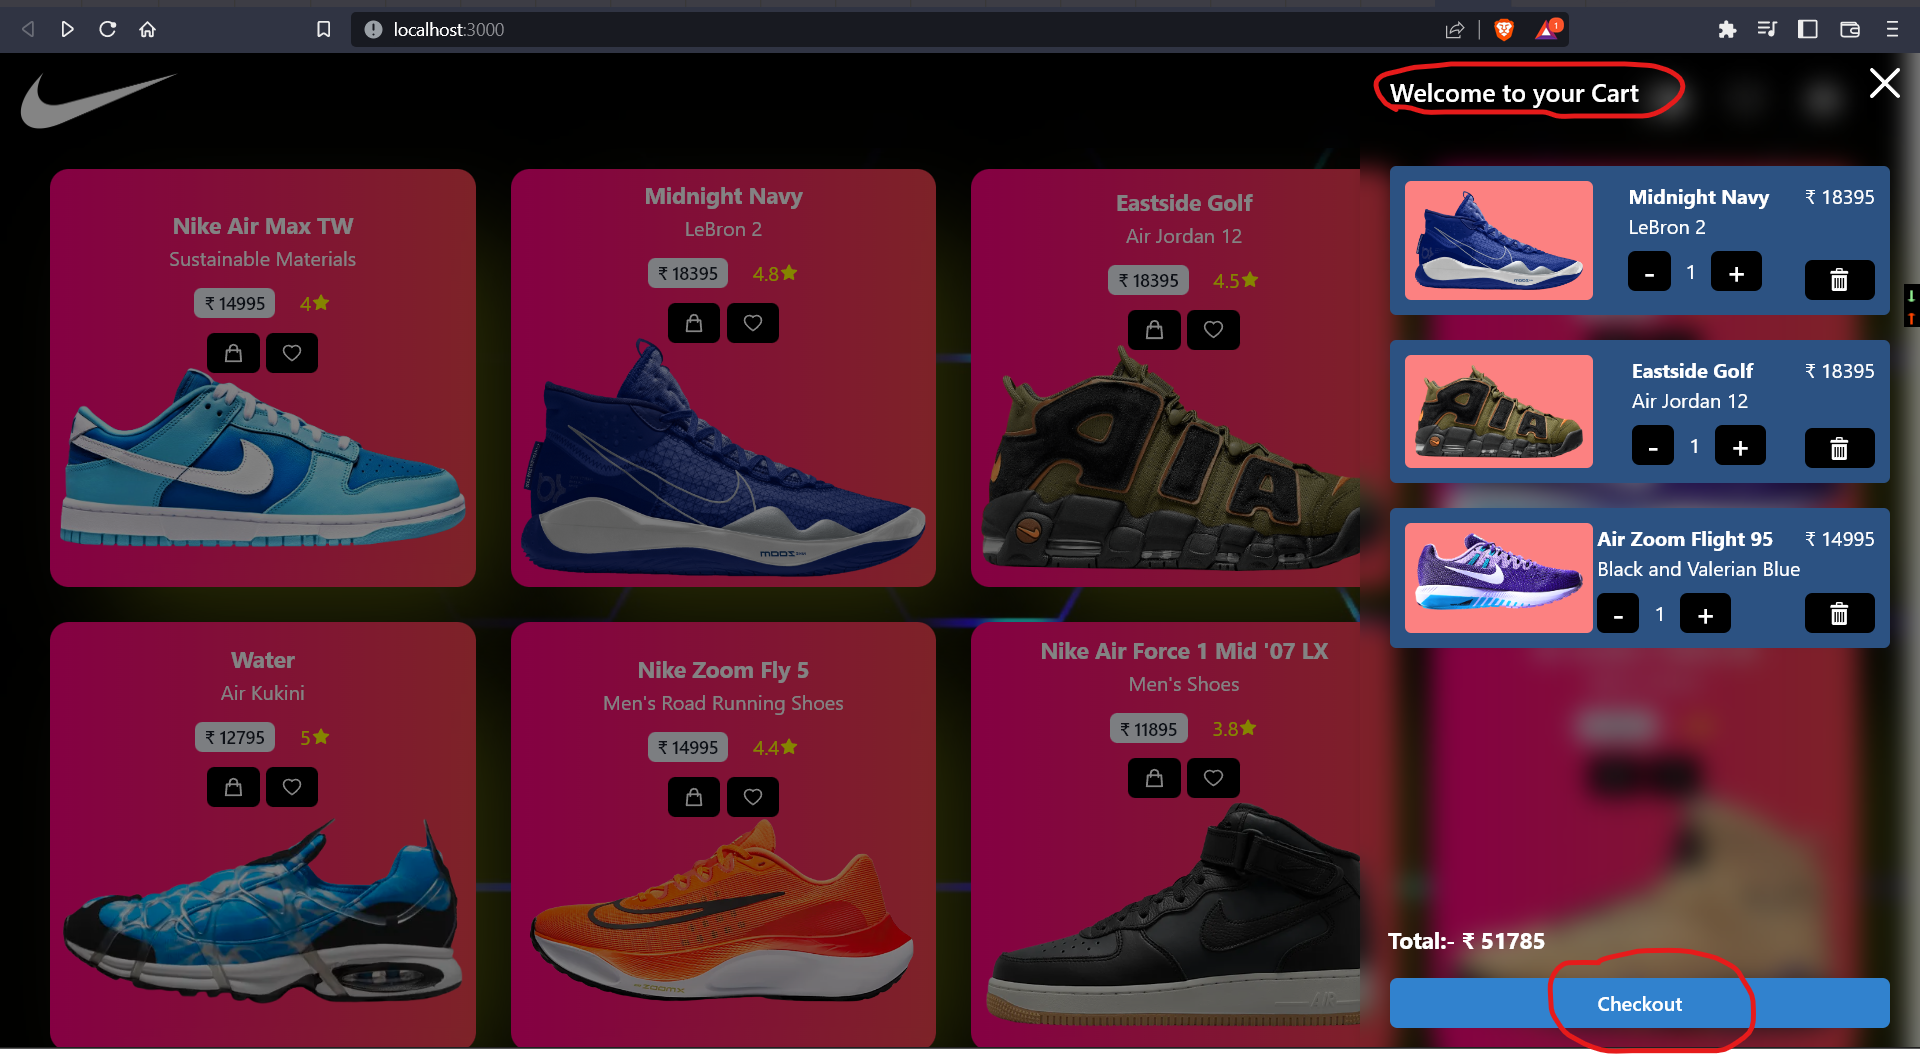 localhost:3000
1
Welcome to your Cart
Nike Air Max TW
Sustainable Materials
₹ 14995 4
Midnight Navy
LeBron 2
₹ 18395 4.8
Eastside Golf
Air Jordan 12
₹ 18395 4.5
Water
Air Kukini
₹ 12795 5
Nike Zoom Fly 5
Men's Road Running Shoes
₹ 14995 4.4
ZOOMX
Nike Air Force 1 Mid '07 LX
Men's Shoes
₹ 11895 3.8
AIR
Midnight Navy ₹ 18395
LeBron 2
- 1 +
Eastside Golf ₹ 18395
Air Jordan 12
- 1 +
Air Zoom Flight 95 ₹ 14995
Black and Valerian Blue
- 1 +
Total:- ₹ 51785
Checkout